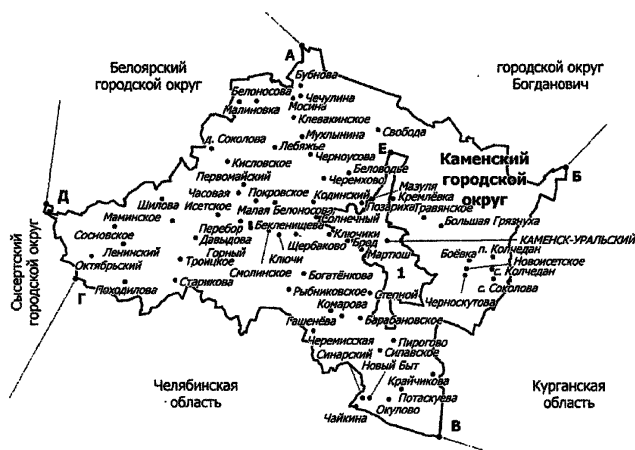 А
Белоярский
городской округ
городской округ
Богданович
Бубнова
Белоносова
Чечулина
Малиновка
Мосина
Клевакинское
Свобода
Мухлынина
д. Соколова
Лебяжье
Е
Черноусова
Кисловское
Беловодье
Каменский
городской
округ
Б
Первомайский
Черемхово
Мазуля
Часовая
Покровское
Кодинский
Кремлёвка
Д
Шилова
Исетское
Позариха
Травянское
Малая Белоносова
Солнечный
Маминское
Перебор
Бекленищева
Ключики
Большая Грязнуха
Сосновское
Давыдова
Щербаково
Брод
КАМЕНСК-УРАЛЬСКИЙ
Ленинский
Горный
Ключи
Мартюш
Боёвка
п. Колчедан
Октябрьский
Троицкое
Смолинское
Новоисетское
Богатёнкова
1
с. Колчедан
Сысертский
городской округ
Г
Походилова
Старикова
Рыбниковское
Степной
Черноскутова
с. Соколова
Комарова
Гашенёва
Барабановское
Черемисская
Пирогово
Синарский
Сипавское
Новый Быт
Челябинская
область
Крайчикова
Курганская
область
Потаскуева
Чайкина
Окулово
В